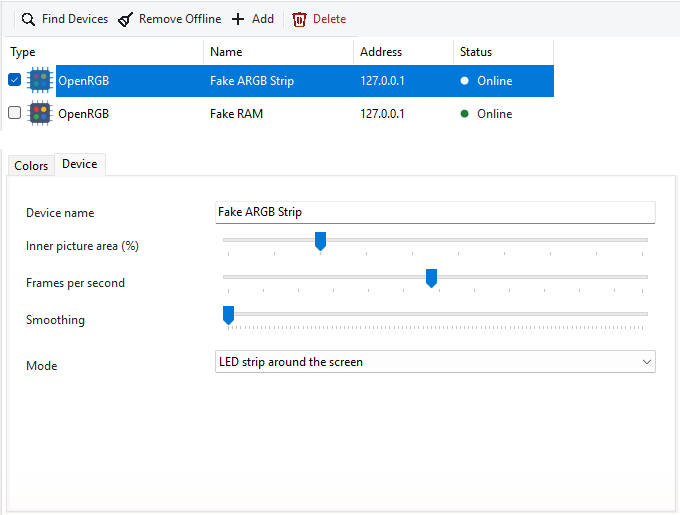 Find Devices Remove Offline Add Delete
Type Name Address Status
OpenRGB Fake ARGB Strip 127.0.0.1 Online
OpenRGB Fake RAM 127.0.0.1 Online
Colors Device
Device name Fake ARGB Strip
Inner picture area (%)
Frames per second
Smoothing
Mode LED strip around the screen